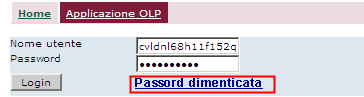 Home Applicazione OLP
Nome utente cvldnl68h11f152q
Password ••••••••••
Login Passord dimenticata